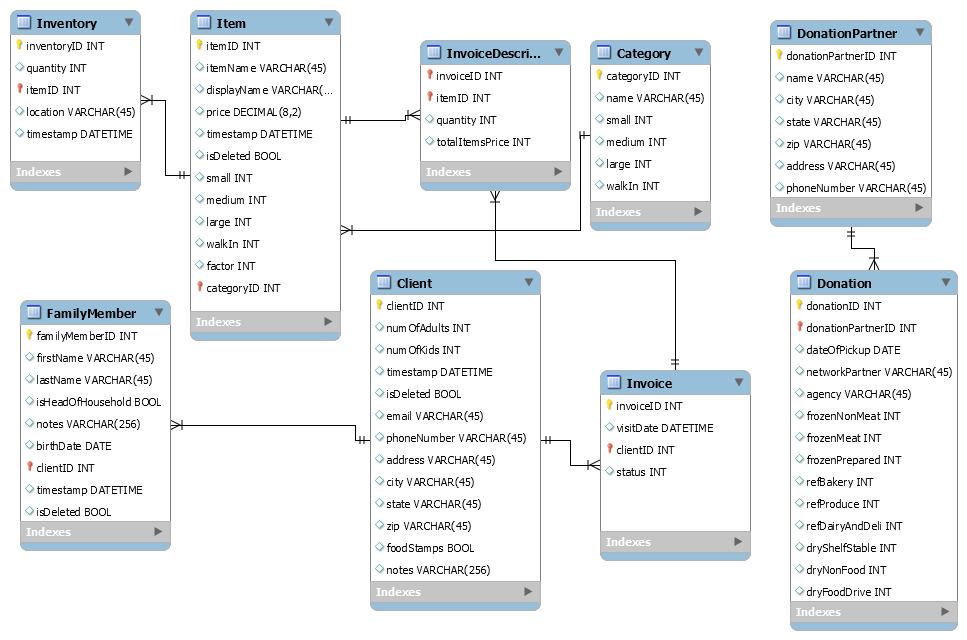 Inventory
inventoryID INT
quantity INT
itemID INT
location VARCHAR(45)
timestamp DATETIME
Indexes
Item
itemID INT
itemName VARCHAR(45)
displayName VARCHAR(...
price DECIMAL(8,2)
timestamp DATETIME
isDeleted BOOL
small INT
medium INT
large INT
walkIn INT
factor INT
categoryID INT
Indexes
InvoiceDescri...
invoiceID INT
itemID INT
quantity INT
totalItemsPrice INT
Indexes
Category
categoryID INT
name VARCHAR(45)
small INT
medium INT
large INT
walkIn INT
Indexes
DonationPartner
donationPartnerID INT
name VARCHAR(45)
city VARCHAR(45)
state VARCHAR(45)
zip VARCHAR(45)
address VARCHAR(45)
phoneNumber VARCHAR(45)
Indexes
FamilyMember
familyMemberID INT
firstName VARCHAR(45)
lastName VARCHAR(45)
isHeadOfHousehold BOOL
notes VARCHAR(256)
birthDate DATE
clientID INT
timestamp DATETIME
isDeleted BOOL
Indexes
Client
clientID INT
numOfAdults INT
numOfKids INT
timestamp DATETIME
isDeleted BOOL
email VARCHAR(45)
phoneNumber VARCHAR(45)
address VARCHAR(45)
city VARCHAR(45)
state VARCHAR(45)
zip VARCHAR(45)
foodStamps BOOL
notes VARCHAR(256)
Indexes
Invoice
invoiceID INT
visitDate DATETIME
clientID INT
status INT
Indexes
Donation
donationID INT
donationPartnerID INT
dateOfPickup DATE
networkPartner VARCHAR(45)
agency VARCHAR(45)
frozenNonMeat INT
frozenMeat INT
frozenPrepared INT
refBakery INT
refProduce INT
refDairyAndDeli INT
dryShelfStable INT
dryNonFood INT
dryFoodDrive INT
Indexes